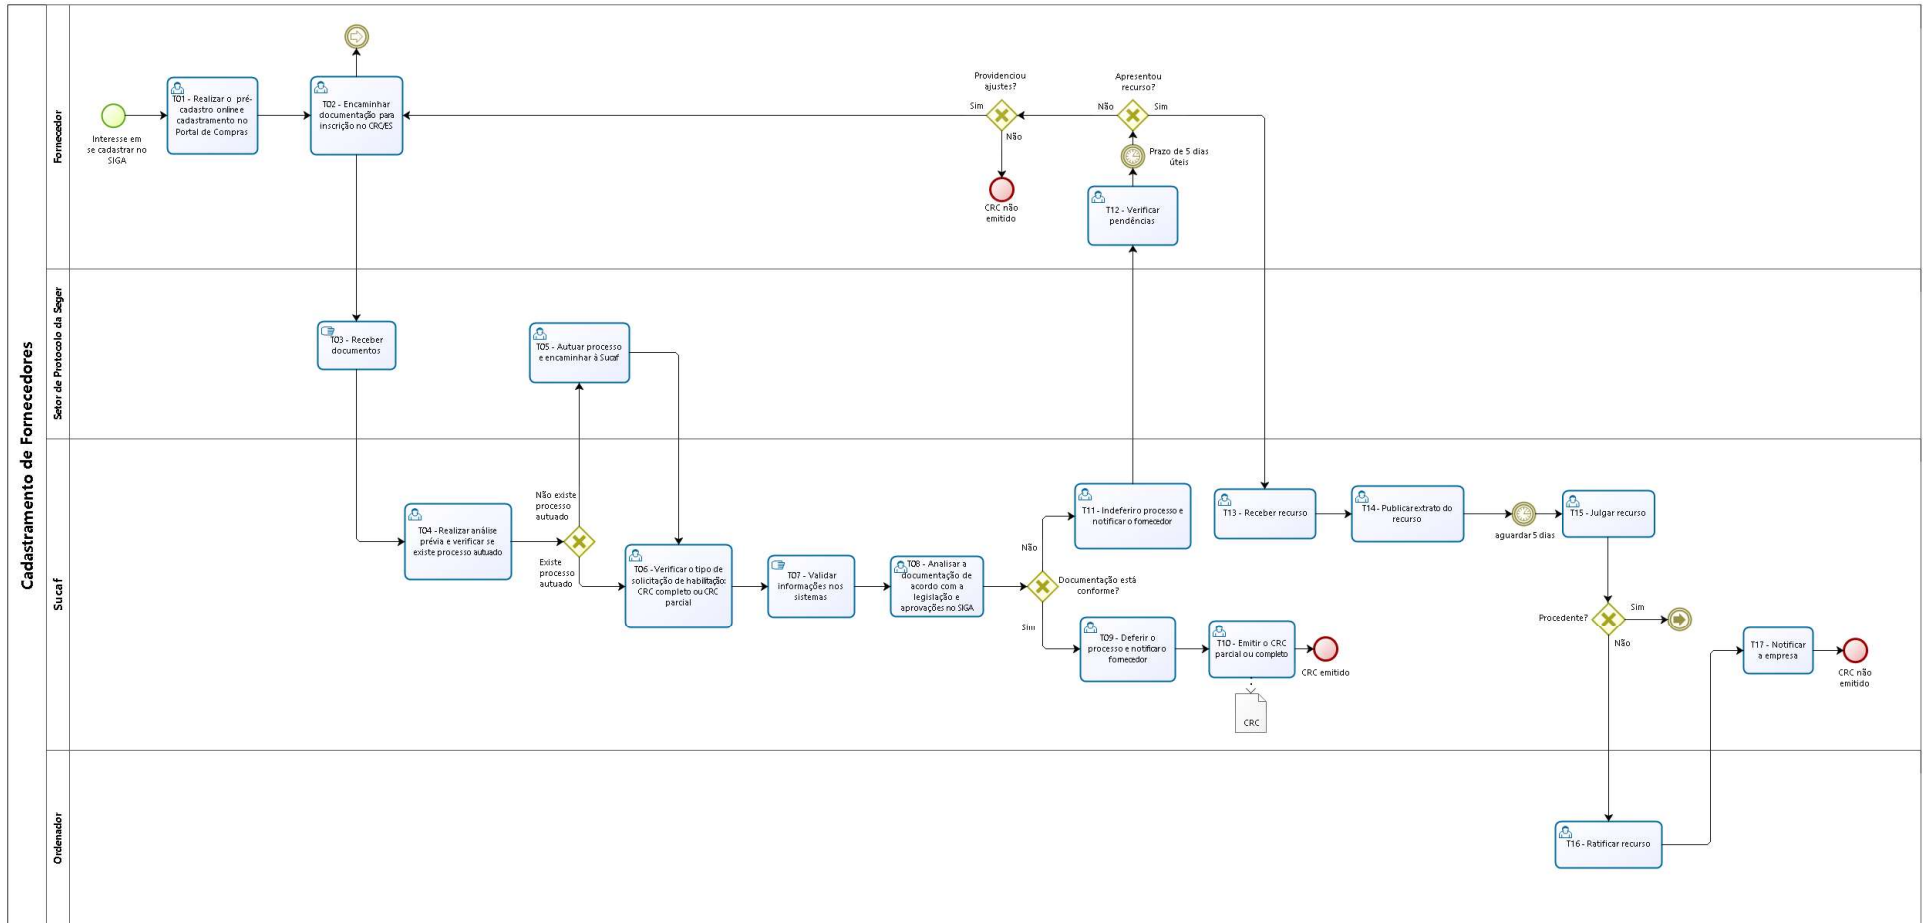 Cadastramento de Fornecedores
Fornecedor
Interesse em
se cadastrar no
SIGA
T01 - Realizar o pré-
cadastro online e
cadastramento no
Portal de Compras
T02 - Encaminhar
documentação para
inscrição no CRC/ES
Providenciou
ajustes?
Sim
Não
CRC não
emitido
Apresentou
recurso?
Não
Sim
Prazo de 5 dias
úteis
T12 - Verificar
pendências
Setor de Protocolo da Seger
T03 - Receber
documentos
T05 - Autuar processo
e encaminhar à Sucaf
Sucaf
T04 - Realizar análise
prévia e verificar se
existe processo autuado
Não existe
processo
autuado
Existe
processo
autuado
T06 - Verificar o tipo de
solicitação de habilitação:
CRC completo ou CRC
parcial
T07 - Validar
informações nos
sistemas
T08 - Analisar a
documentação de
acordo com a
legislação e
aprovações no SIGA
Documentação está
conforme?
Não
Sim
T11 - Indeferir o processo e
notificar o fornecedor
T09 - Deferir o
processo e notificar o
fornecedor
T10 - Emitir o CRC
parcial ou completo
CRC emitido
CRC
T13 - Receber recurso
T14 - Publicar extrato do
recurso
aguardar 5 dias
T15 - Julgar recurso
Procedente?
Sim
Não
T17 - Notificar
a empresa
CRC não
emitido
Ordenador
T16 - Ratificar recurso